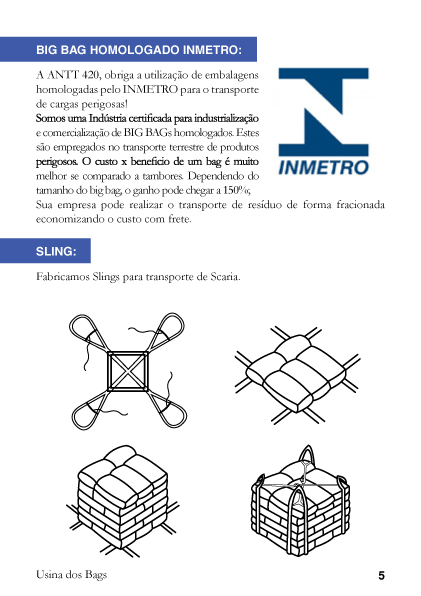 BIG BAG HOMOLOGADO INMETRO:
A ANTT 420, obriga a utilização de embalagens
homologadas pelo INMETRO para o transporte
de cargas perigosas!
Somos uma Indústria certificada para industrialização
e comercialização de BIG BAGs homologados. Estes
são empregados no transporte terrestre de produtos
perigosos. O custo x benefício de um bag é muito
melhor se comparado a tambores. Dependendo do
tamanho do big bag, o ganho pode chegar a 150%;
Sua empresa pode realizar o transporte de resíduo de forma fracionada
economizando o custo com frete.
INMETRO
SLING:
Fabricamos Slings para transporte de Scaria.
Usina dos Bags
5